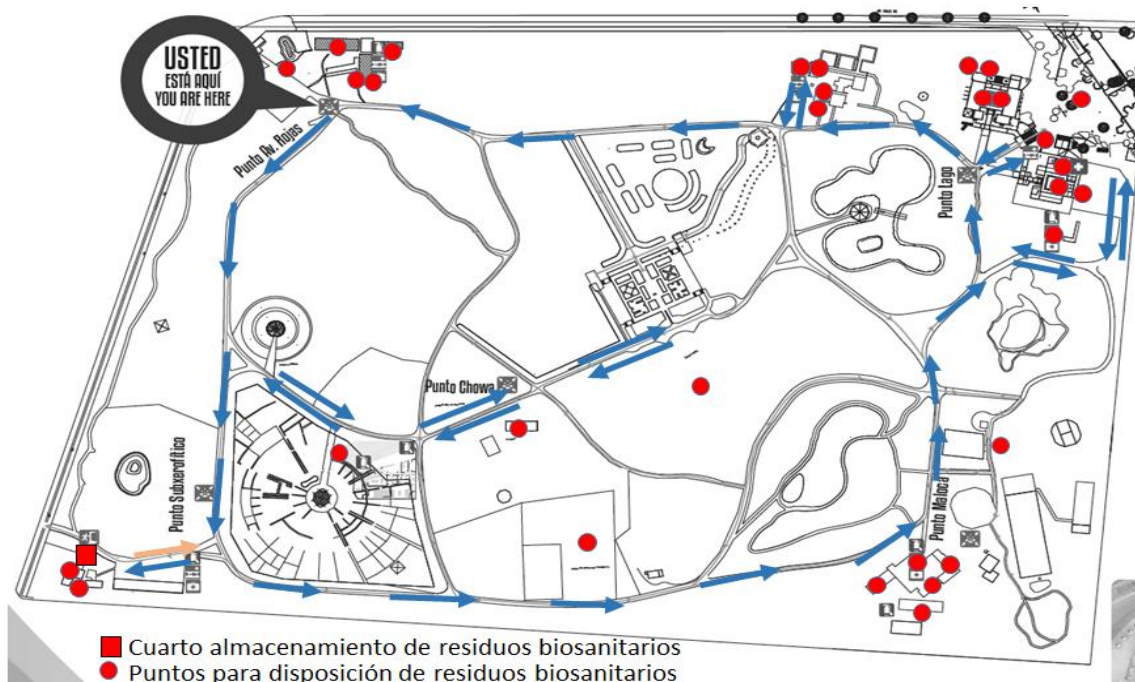 USTED
ESTÁ AQUÍ
YOU ARE HERE
Punto Av. Rojas
Punto Lago
Punto Chowa
Punto Subxerofítico
Punto Maloca
Cuarto almacenamiento de residuos biosanitarios
Puntos para disposición de residuos biosanitarios